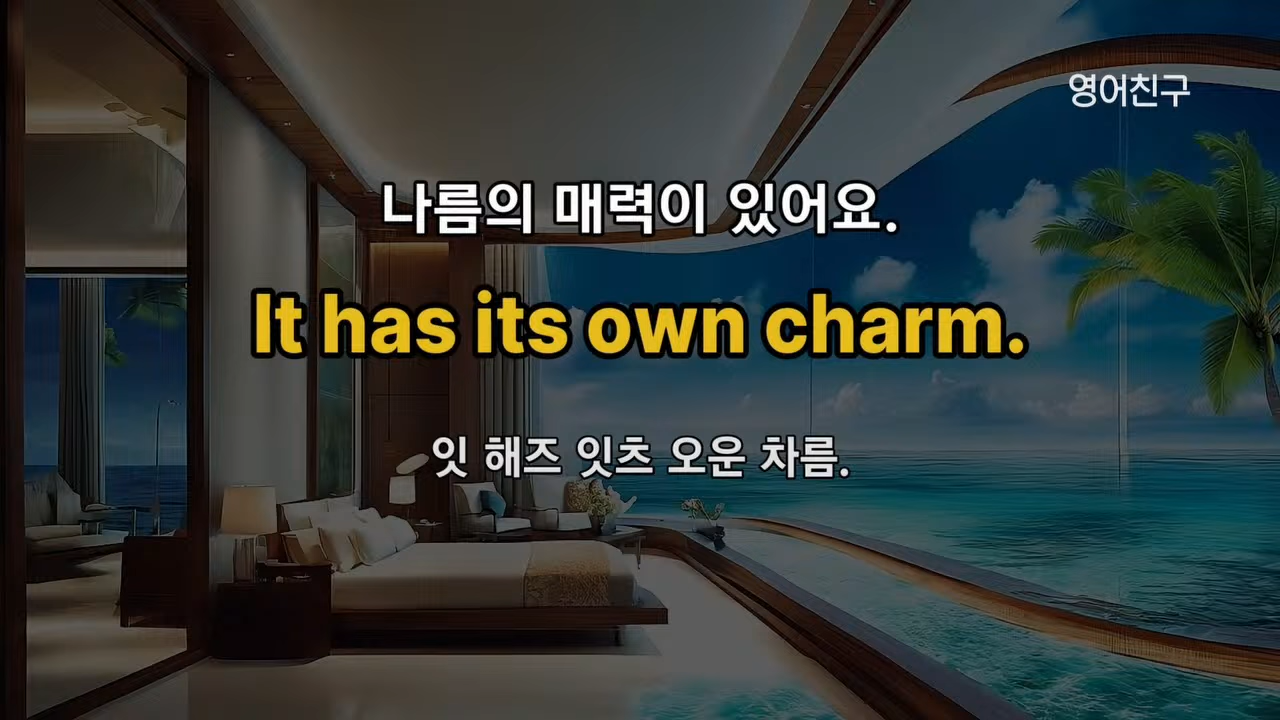 영어친구
나름의 매력이 있어요.
It has its own charm.
잇 해즈 잇츠 오운 차름.